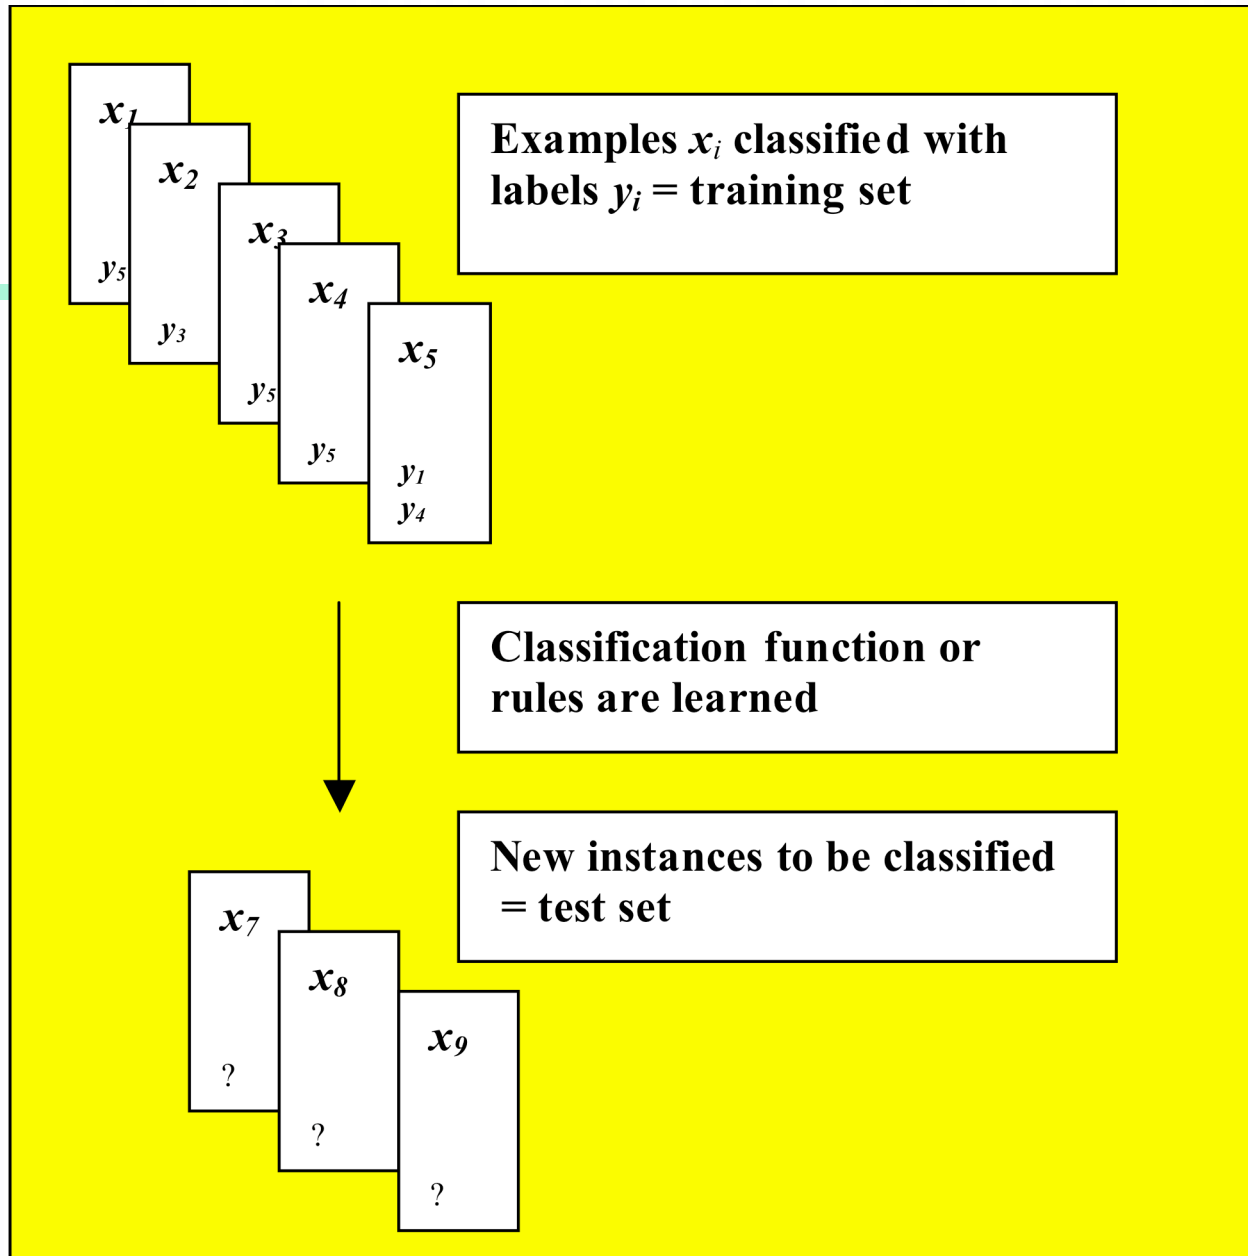 x₁
y₅
x₂
y₃
x₃
y₅
x₄
y₅
x₅
y₁
y₄
Examples xᵢ classified with
labels yᵢ = training set
Classification function or
rules are learned
New instances to be classified
= test set
x₇
?
x₈
?
x₉
?